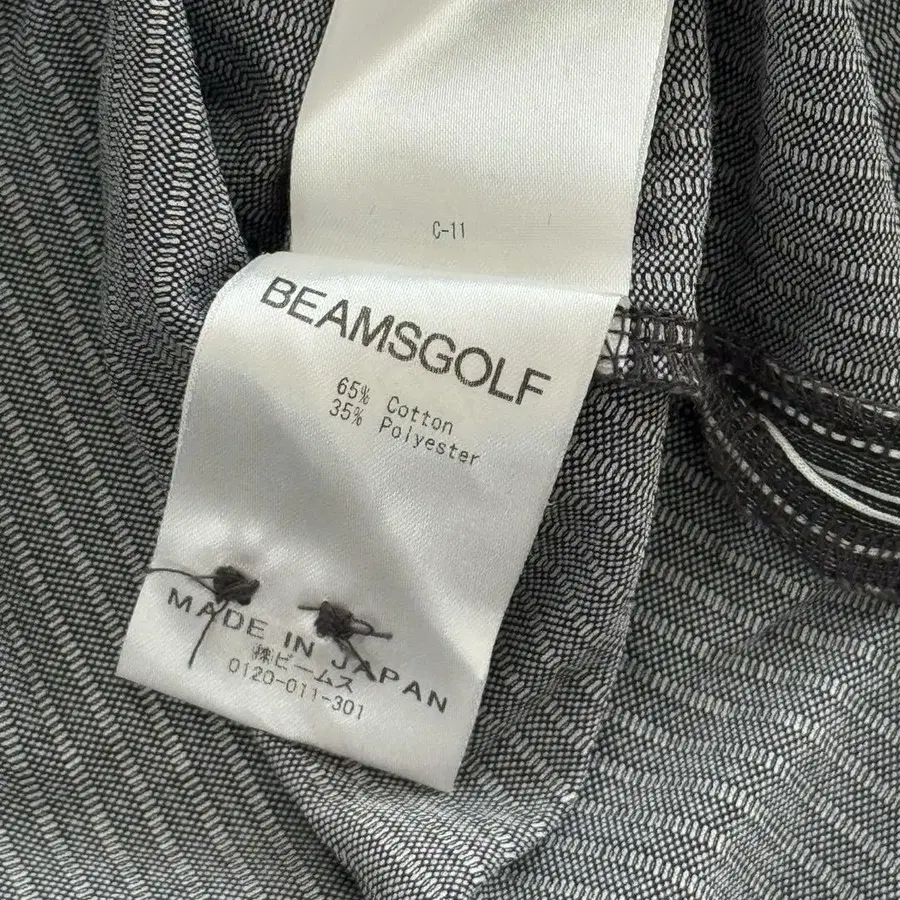 C-11
BEAMSGOLF
65% Cotton
35% Polyester
MADE IN JAPAN
㈱ビームス
0120-011-301